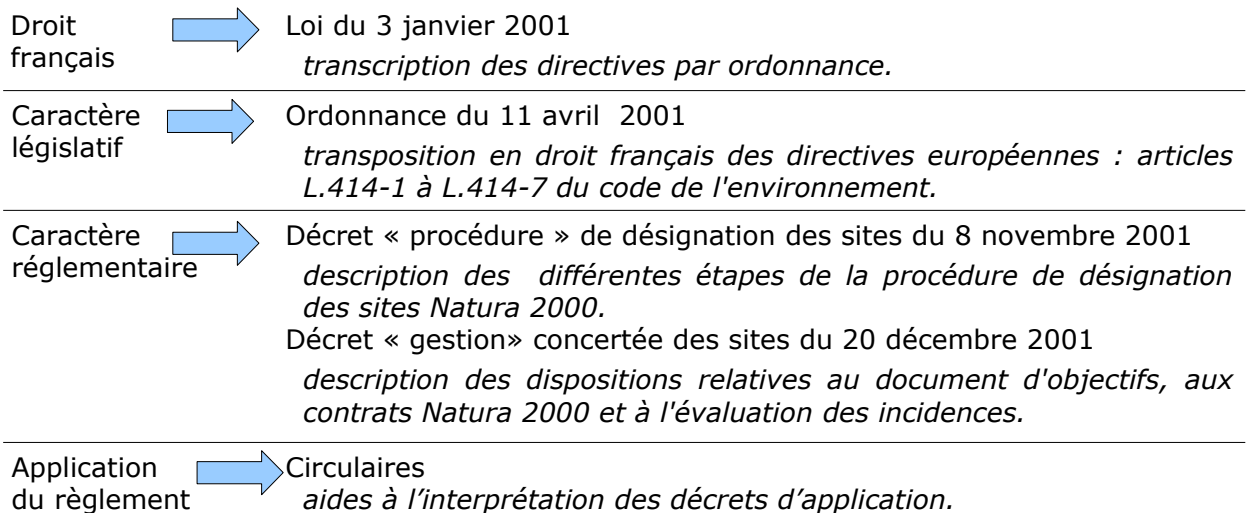 Droit
français
Loi du 3 janvier 2001
transcription des directives par ordonnance.
Caractère
législatif
Ordonnance du 11 avril 2001
transposition en droit français des directives européennes : articles
L.414-1 à L.414-7 du code de l'environnement.
Caractère
réglementaire
Décret « procédure » de désignation des sites du 8 novembre 2001
description des différentes étapes de la procédure de désignation
des sites Natura 2000.
Décret « gestion» concertée des sites du 20 décembre 2001
description des dispositions relatives au document d'objectifs, aux
contrats Natura 2000 et à l'évaluation des incidences.
Application
du règlement
Circulaires
aides à l’interprétation des décrets d’application.